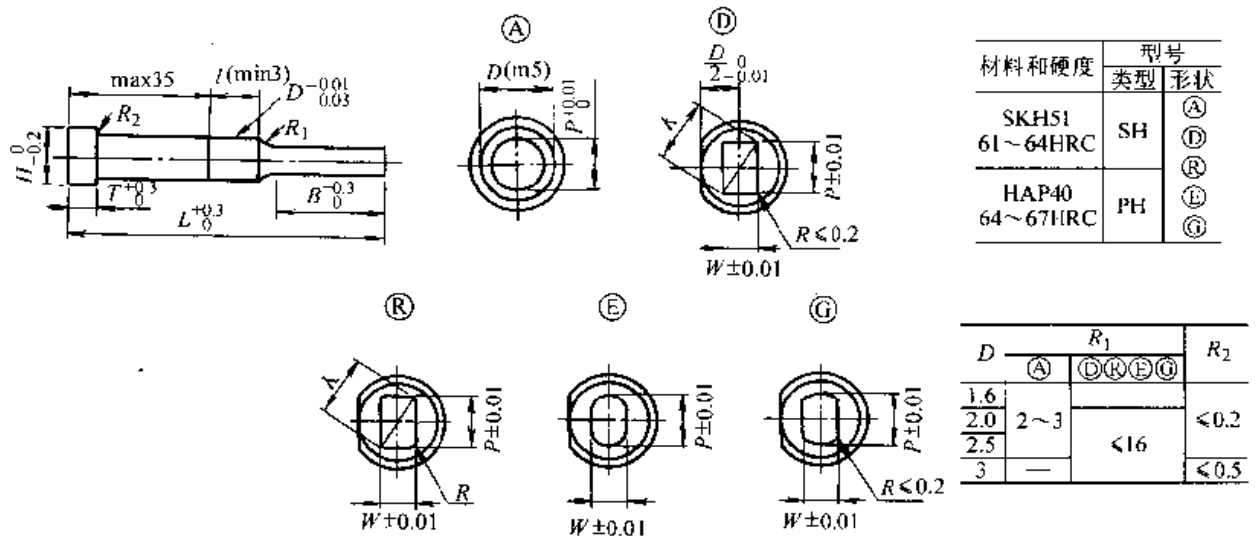 max35
l(min3)
D −0.01 −0.03
R₂
R₁
H 0 −0.2
T +0.3 0
B −0.3 0
L +0.3 0
Ⓐ
D(m5)
P +0.01 0
Ⓓ
D/2 0 −0.01
Y
P±0.01
R≤0.2
W±0.01
材料和硬度 型号
类型 形状
SKH51
61～64HRC
SH
HAP40
64～67HRC
PH
Ⓐ
Ⓓ
Ⓡ
Ⓔ
Ⓖ
Ⓡ
Y
P±0.01
R
W±0.01
Ⓔ
P±0.01
W±0.01
Ⓖ
P±0.01
R≤0.2
W±0.01
D R₁ R₂
Ⓐ ⒹⓇⒺⒼ
1.6
2.0 2～3 ≤0.2
2.5 ≤16
3 — ≤0.5